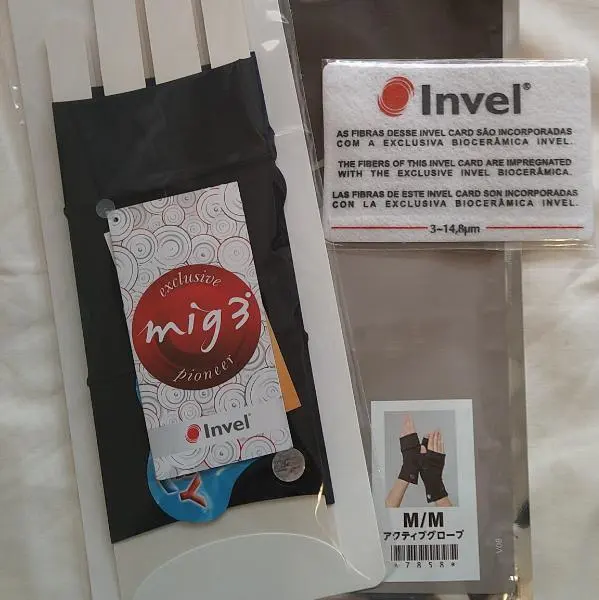 Invel®
AS FIBRAS DESSE INVEL CARD SÃO INCORPORADAS
COM A EXCLUSIVA BIOCERÂMICA INVEL.
THE FIBERS OF THIS INVEL CARD ARE IMPREGNATED
WITH THE EXCLUSIVE INVEL BIOCERÂMICA.
LAS FIBRAS DE ESTE INVEL CARD SON INCORPORADAS
CON LA EXCLUSIVA BIOCERÂMICA INVEL.
3~14,8µm
exclusive
mig3®
pioneer
Invel®
M/M
アクティブグローブ
*7858*
V08